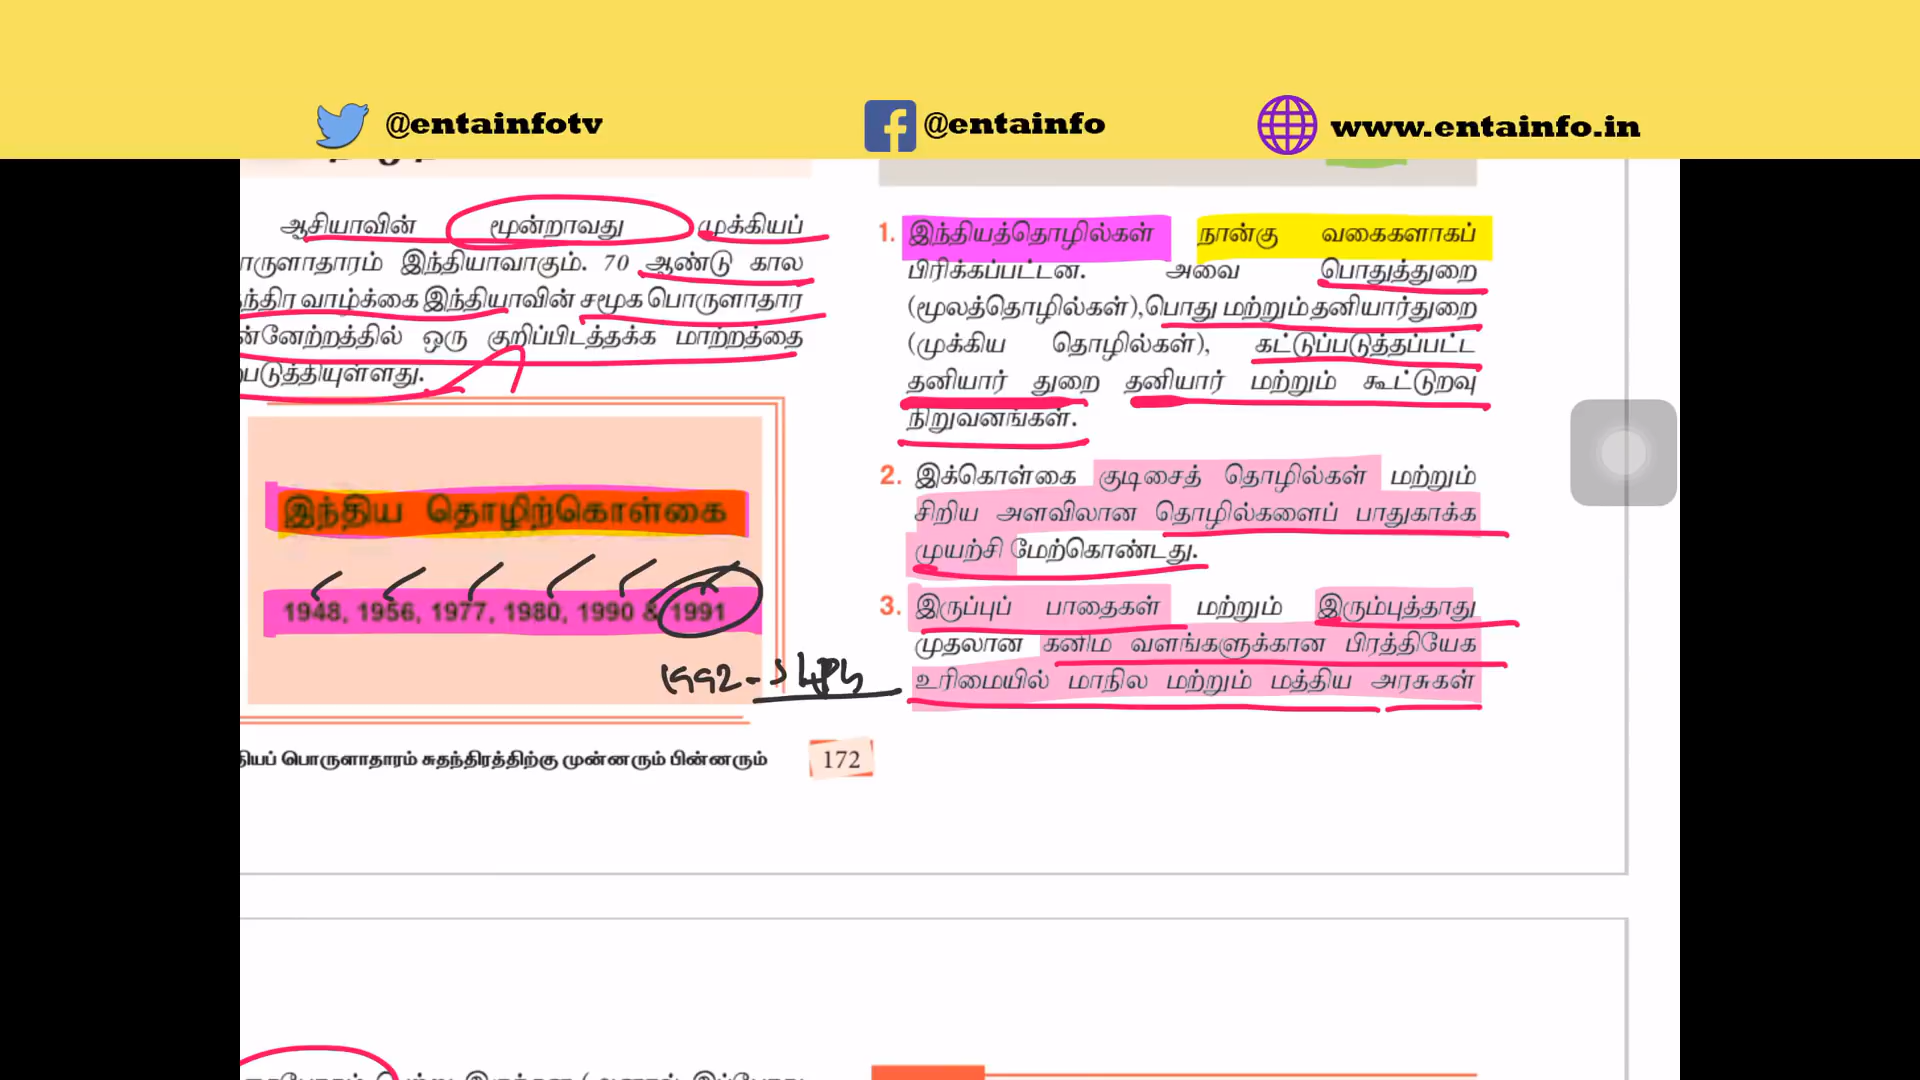 @entainfotv
@entainfo
www.entainfo.in
ஆசியாவின் மூன்றாவது முக்கியப்
ாருளாதாரம் இந்தியாவாகும். 70 ஆண்டு கால
ந்திர வாழ்க்கை இந்தியாவின் சமூக பொருளாதார
ன்னேற்றத்தில் ஒரு குறிப்பிடத்தக்க மாற்றத்தை
படுத்தியுள்ளது.
இந்திய தொழிற்கொள்கை
1948, 1956, 1977, 1980, 1990 & 1991
1992 -
தியப் பொருளாதாரம் சுதந்திரத்திற்கு முன்னரும் பின்னரும்
172
1. இந்தியத்தொழில்கள் நான்கு வகைகளாகப்
பிரிக்கப்பட்டன. அவை பொதுத்துறை
(மூலத்தொழில்கள்),பொது மற்றும் தனியார்துறை
(முக்கிய தொழில்கள்), கட்டுப்படுத்தப்பட்ட
தனியார் துறை தனியார் மற்றும் கூட்டுறவு
நிறுவனங்கள்.
2. இக்கொள்கை குடிசைத் தொழில்கள் மற்றும்
சிறிய அளவிலான தொழில்களைப் பாதுகாக்க
முயற்சி மேற்கொண்டது.
3. இருப்புப் பாதைகள் மற்றும் இரும்புத்தாது
முதலான கனிம வளங்களுக்கான பிரத்தியேக
உரிமையில் மாநில மற்றும் மத்திய அரசுகள்